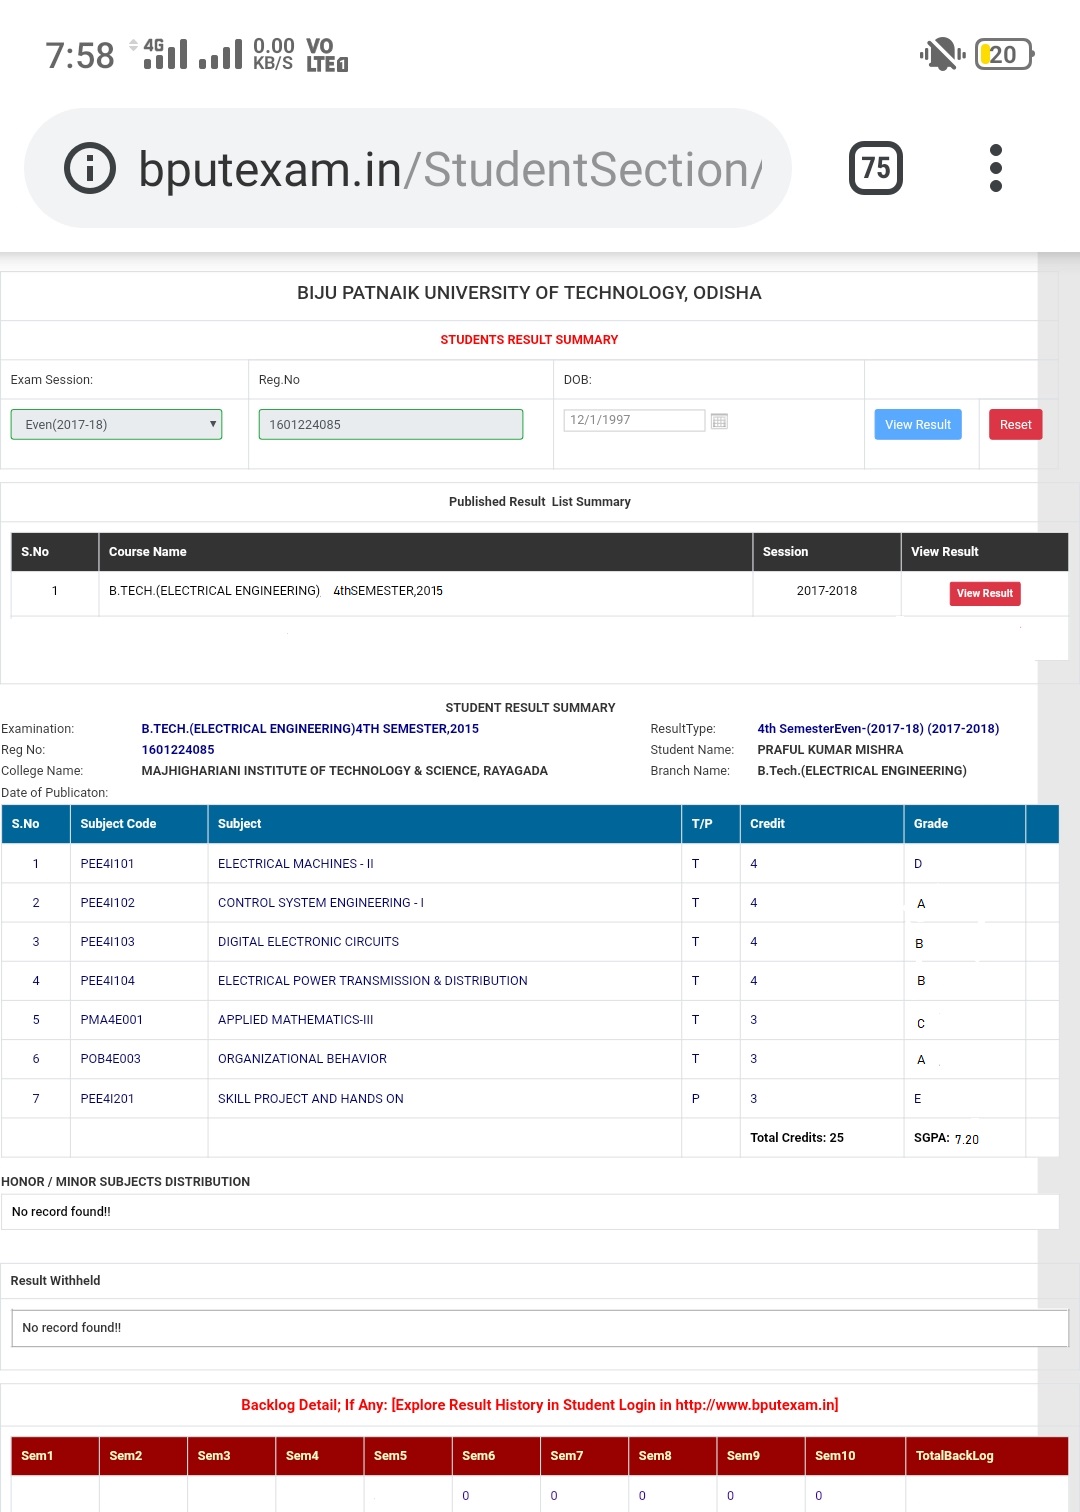 7:58 4G 0.00 KB/S VO LTE1 20
bputexam.in/StudentSection/ 75
BIJU PATNAIK UNIVERSITY OF TECHNOLOGY, ODISHA
STUDENTS RESULT SUMMARY
Exam Session: Reg.No DOB:
Even(2017-18) 1601224085 12/1/1997 View Result Reset
Published Result List Summary
S.No Course Name Session View Result
1 B.TECH.(ELECTRICAL ENGINEERING) 4thSEMESTER,2015 2017-2018 View Result
STUDENT RESULT SUMMARY
Examination: B.TECH.(ELECTRICAL ENGINEERING)4TH SEMESTER,2015 ResultType: 4th SemesterEven-(2017-18) (2017-2018)
Reg No: 1601224085 Student Name: PRAFUL KUMAR MISHRA
College Name: MAJHIGHARIANI INSTITUTE OF TECHNOLOGY & SCIENCE, RAYAGADA Branch Name: B.Tech.(ELECTRICAL ENGINEERING)
Date of Publicaton:
S.No Subject Code Subject T/P Credit Grade
1 PEE4I101 ELECTRICAL MACHINES - II T 4 D
2 PEE4I102 CONTROL SYSTEM ENGINEERING - I T 4 A
3 PEE4I103 DIGITAL ELECTRONIC CIRCUITS T 4 B
4 PEE4I104 ELECTRICAL POWER TRANSMISSION & DISTRIBUTION T 4 B
5 PMA4E001 APPLIED MATHEMATICS-III T 3 C
6 POB4E003 ORGANIZATIONAL BEHAVIOR T 3 A
7 PEE4I201 SKILL PROJECT AND HANDS ON P 3 E
Total Credits: 25 SGPA: 7.20
HONOR / MINOR SUBJECTS DISTRIBUTION
No record found!!
Result Withheld
No record found!!
Backlog Detail; If Any: [Explore Result History in Student Login in http://www.bputexam.in]
Sem1 Sem2 Sem3 Sem4 Sem5 Sem6 Sem7 Sem8 Sem9 Sem10 TotalBackLog
0 0 0 0 0